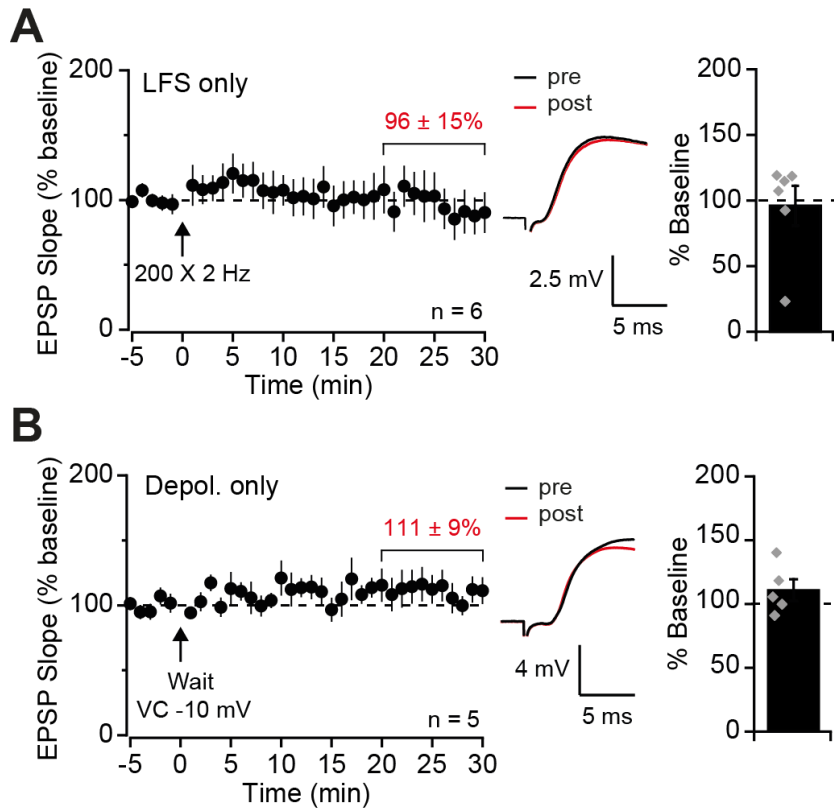 A
LFS only
EPSP Slope (% baseline)
200
100
0
96 ± 15%
200 X 2 Hz
n = 6
-5 0 5 10 15 20 25 30
Time (min)
pre
post
2.5 mV
5 ms
% Baseline
200
150
100
50
0
B
Depol. only
EPSP Slope (% baseline)
200
100
0
111 ± 9%
Wait
VC -10 mV
n = 5
-5 0 5 10 15 20 25 30
Time (min)
pre
post
4 mV
5 ms
% Baseline
200
150
100
50
0